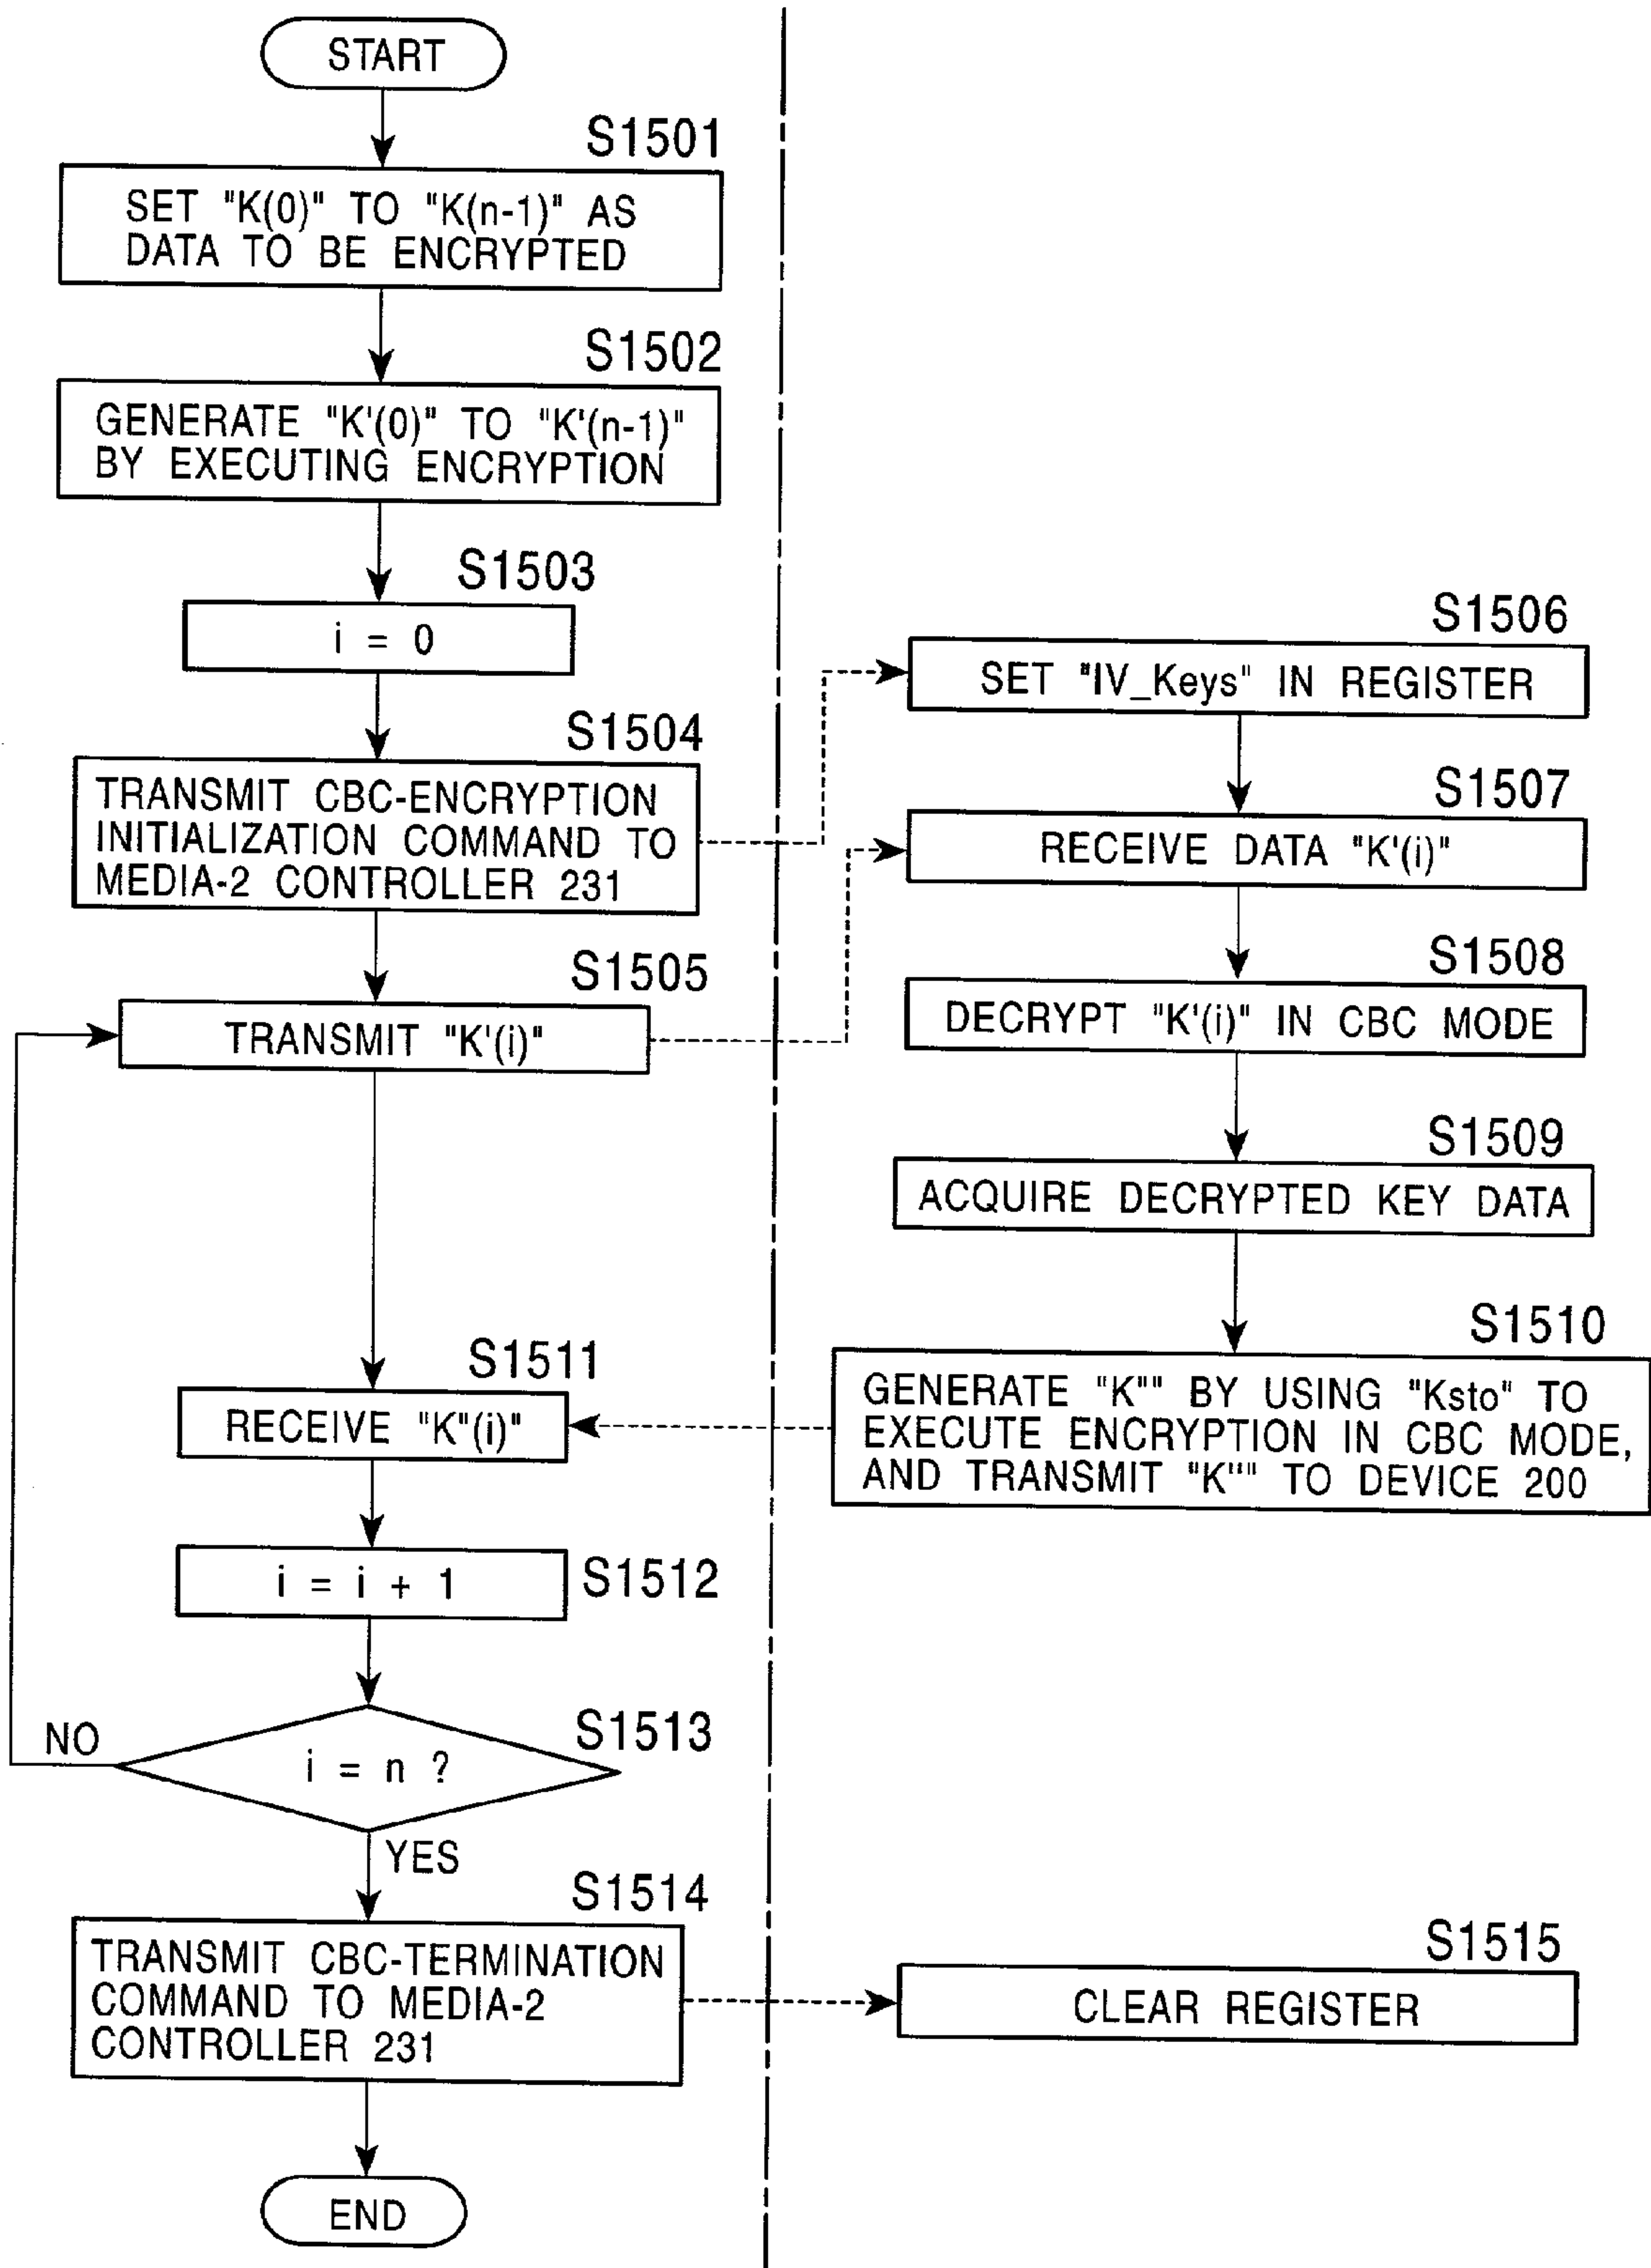 START
S1501
SET "K(0)" TO "K(n-1)" AS
DATA TO BE ENCRYPTED
S1502
GENERATE "K'(0)" TO "K'(n-1)"
BY EXECUTING ENCRYPTION
S1503
i = 0
S1504
TRANSMIT CBC-ENCRYPTION
INITIALIZATION COMMAND TO
MEDIA-2 CONTROLLER 231
S1505
TRANSMIT "K'(i)"
S1506
SET "IV_Keys" IN REGISTER
S1507
RECEIVE DATA "K'(i)"
S1508
DECRYPT "K'(i)" IN CBC MODE
S1509
ACQUIRE DECRYPTED KEY DATA
S1510
GENERATE "K"" BY USING "Ksto" TO
EXECUTE ENCRYPTION IN CBC MODE,
AND TRANSMIT "K"" TO DEVICE 200
S1511
RECEIVE "K"(i)"
i = i + 1
S1512
S1513
NO
i = n ?
YES
S1514
TRANSMIT CBC-TERMINATION
COMMAND TO MEDIA-2
CONTROLLER 231
S1515
CLEAR REGISTER
END